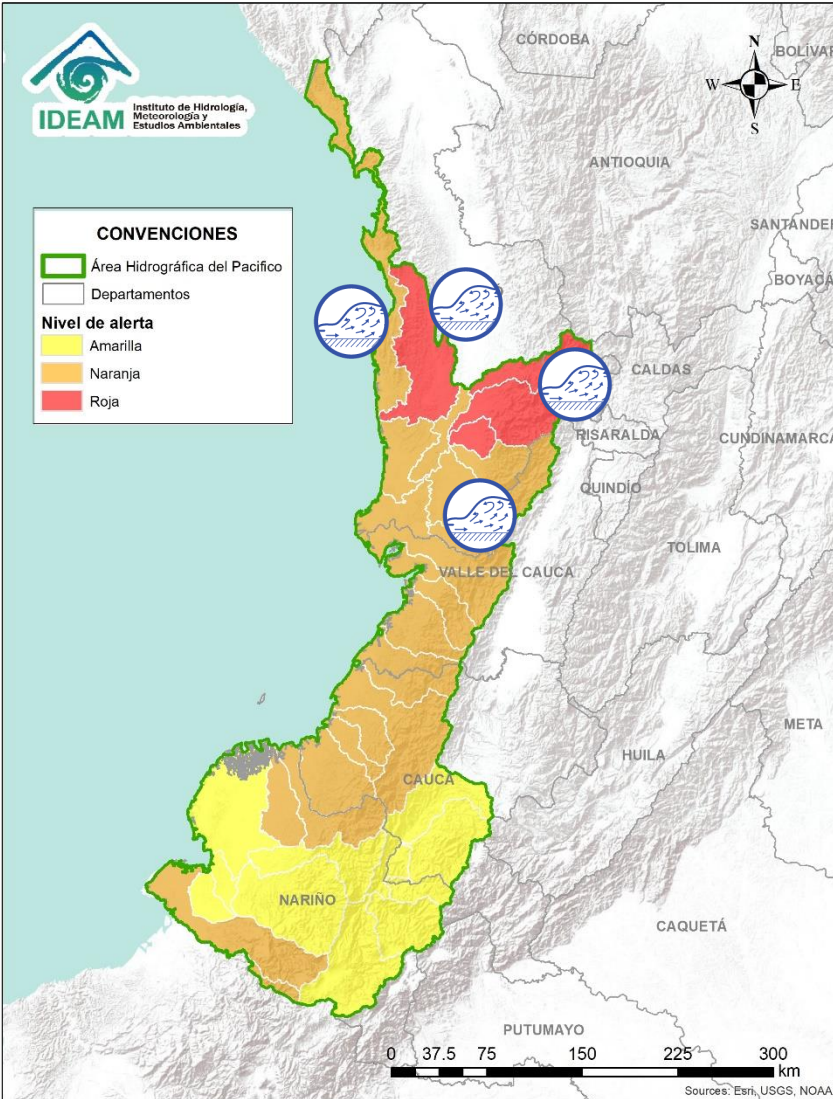 IDEAM
Instituto de Hidrología,
Meteorología y
Estudios Ambientales
CÓRDOBA
BOLÍVAR
N
W
E
S
ANTIOQUIA
SANTANDER
BOYACÁ
CONVENCIONES
Área Hidrográfica del Pacifico
Departamentos
Nivel de alerta
Amarilla
Naranja
Roja
CALDAS
RISARALDA
CUNDINAMARCA
QUINDÍO
TOLIMA
VALLE DEL CAUCA
META
HUILA
CAUCA
NARIÑO
CAQUETÁ
PUTUMAYO
0 37.5 75 150 225 300
km
Sources: Esri, USGS, NOAA